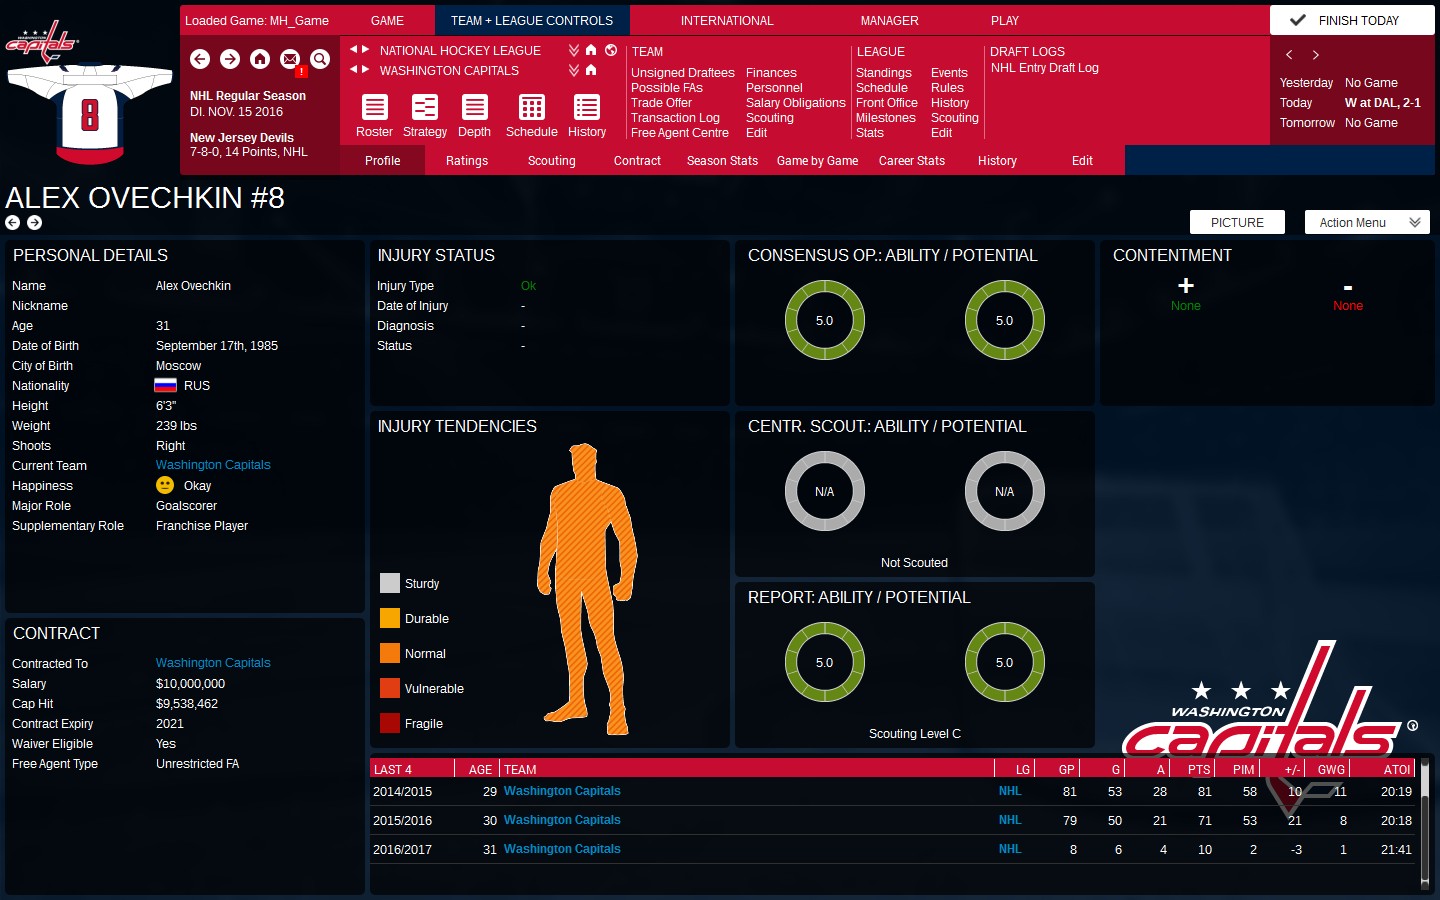 capitals
8
Loaded Game: MH_Game
GAME
TEAM + LEAGUE CONTROLS
INTERNATIONAL
MANAGER
PLAY
FINISH TODAY
NHL Regular Season
DI. NOV. 15 2016
New Jersey Devils
7-8-0, 14 Points, NHL
NATIONAL HOCKEY LEAGUE
WASHINGTON CAPITALS
Roster Strategy Depth Schedule History
TEAM
Unsigned Draftees Finances
Possible FAs Personnel
Trade Offer Salary Obligations
Transaction Log Scouting
Free Agent Centre Edit
LEAGUE
Standings Events
Schedule Rules
Front Office History
Milestones Scouting
Stats Edit
DRAFT LOGS
NHL Entry Draft Log
Yesterday No Game
Today W at DAL, 2-1
Tomorrow No Game
Profile Ratings Scouting Contract Season Stats Game by Game Career Stats History Edit
ALEX OVECHKIN #8
PICTURE
Action Menu
PERSONAL DETAILS
Name Alex Ovechkin
Nickname
Age 31
Date of Birth September 17th, 1985
City of Birth Moscow
Nationality RUS
Height 6'3"
Weight 239 lbs
Shoots Right
Current Team Washington Capitals
Happiness Okay
Major Role Goalscorer
Supplementary Role Franchise Player
CONTRACT
Contracted To Washington Capitals
Salary $10,000,000
Cap Hit $9,538,462
Contract Expiry 2021
Waiver Eligible Yes
Free Agent Type Unrestricted FA
INJURY STATUS
Injury Type Ok
Date of Injury -
Diagnosis -
Status -
INJURY TENDENCIES
Sturdy
Durable
Normal
Vulnerable
Fragile
CONSENSUS OP.: ABILITY / POTENTIAL
5.0 5.0
CENTR. SCOUT.: ABILITY / POTENTIAL
N/A N/A
Not Scouted
REPORT: ABILITY / POTENTIAL
5.0 5.0
Scouting Level C
CONTENTMENT
+ -
None None
WASHINGTON
capitals
LAST 4 AGE TEAM LG GP G A PTS PIM +/- GWG ATOI
2014/2015 29 Washington Capitals NHL 81 53 28 81 58 10 11 20:19
2015/2016 30 Washington Capitals NHL 79 50 21 71 53 21 8 20:18
2016/2017 31 Washington Capitals NHL 8 6 4 10 2 -3 1 21:41